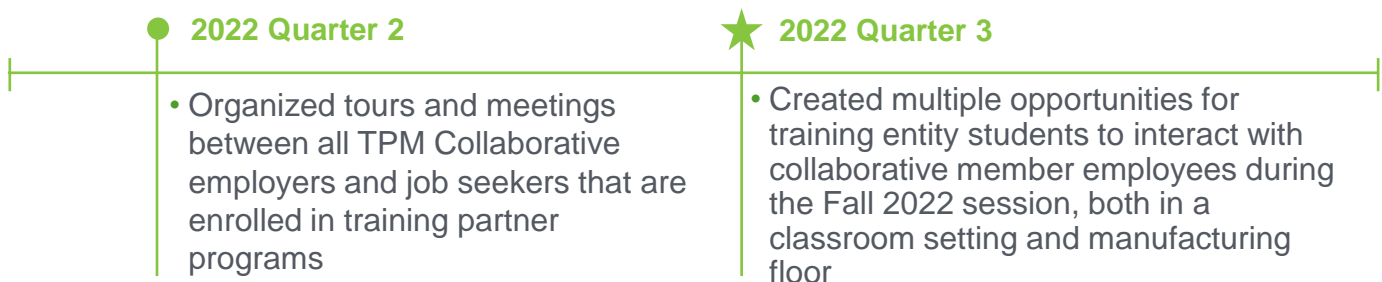 2022 Quarter 2
• Organized tours and meetings
between all TPM Collaborative
employers and job seekers that are
enrolled in training partner
programs
2022 Quarter 3
• Created multiple opportunities for
training entity students to interact with
collaborative member employees during
the Fall 2022 session, both in a
classroom setting and manufacturing
floor